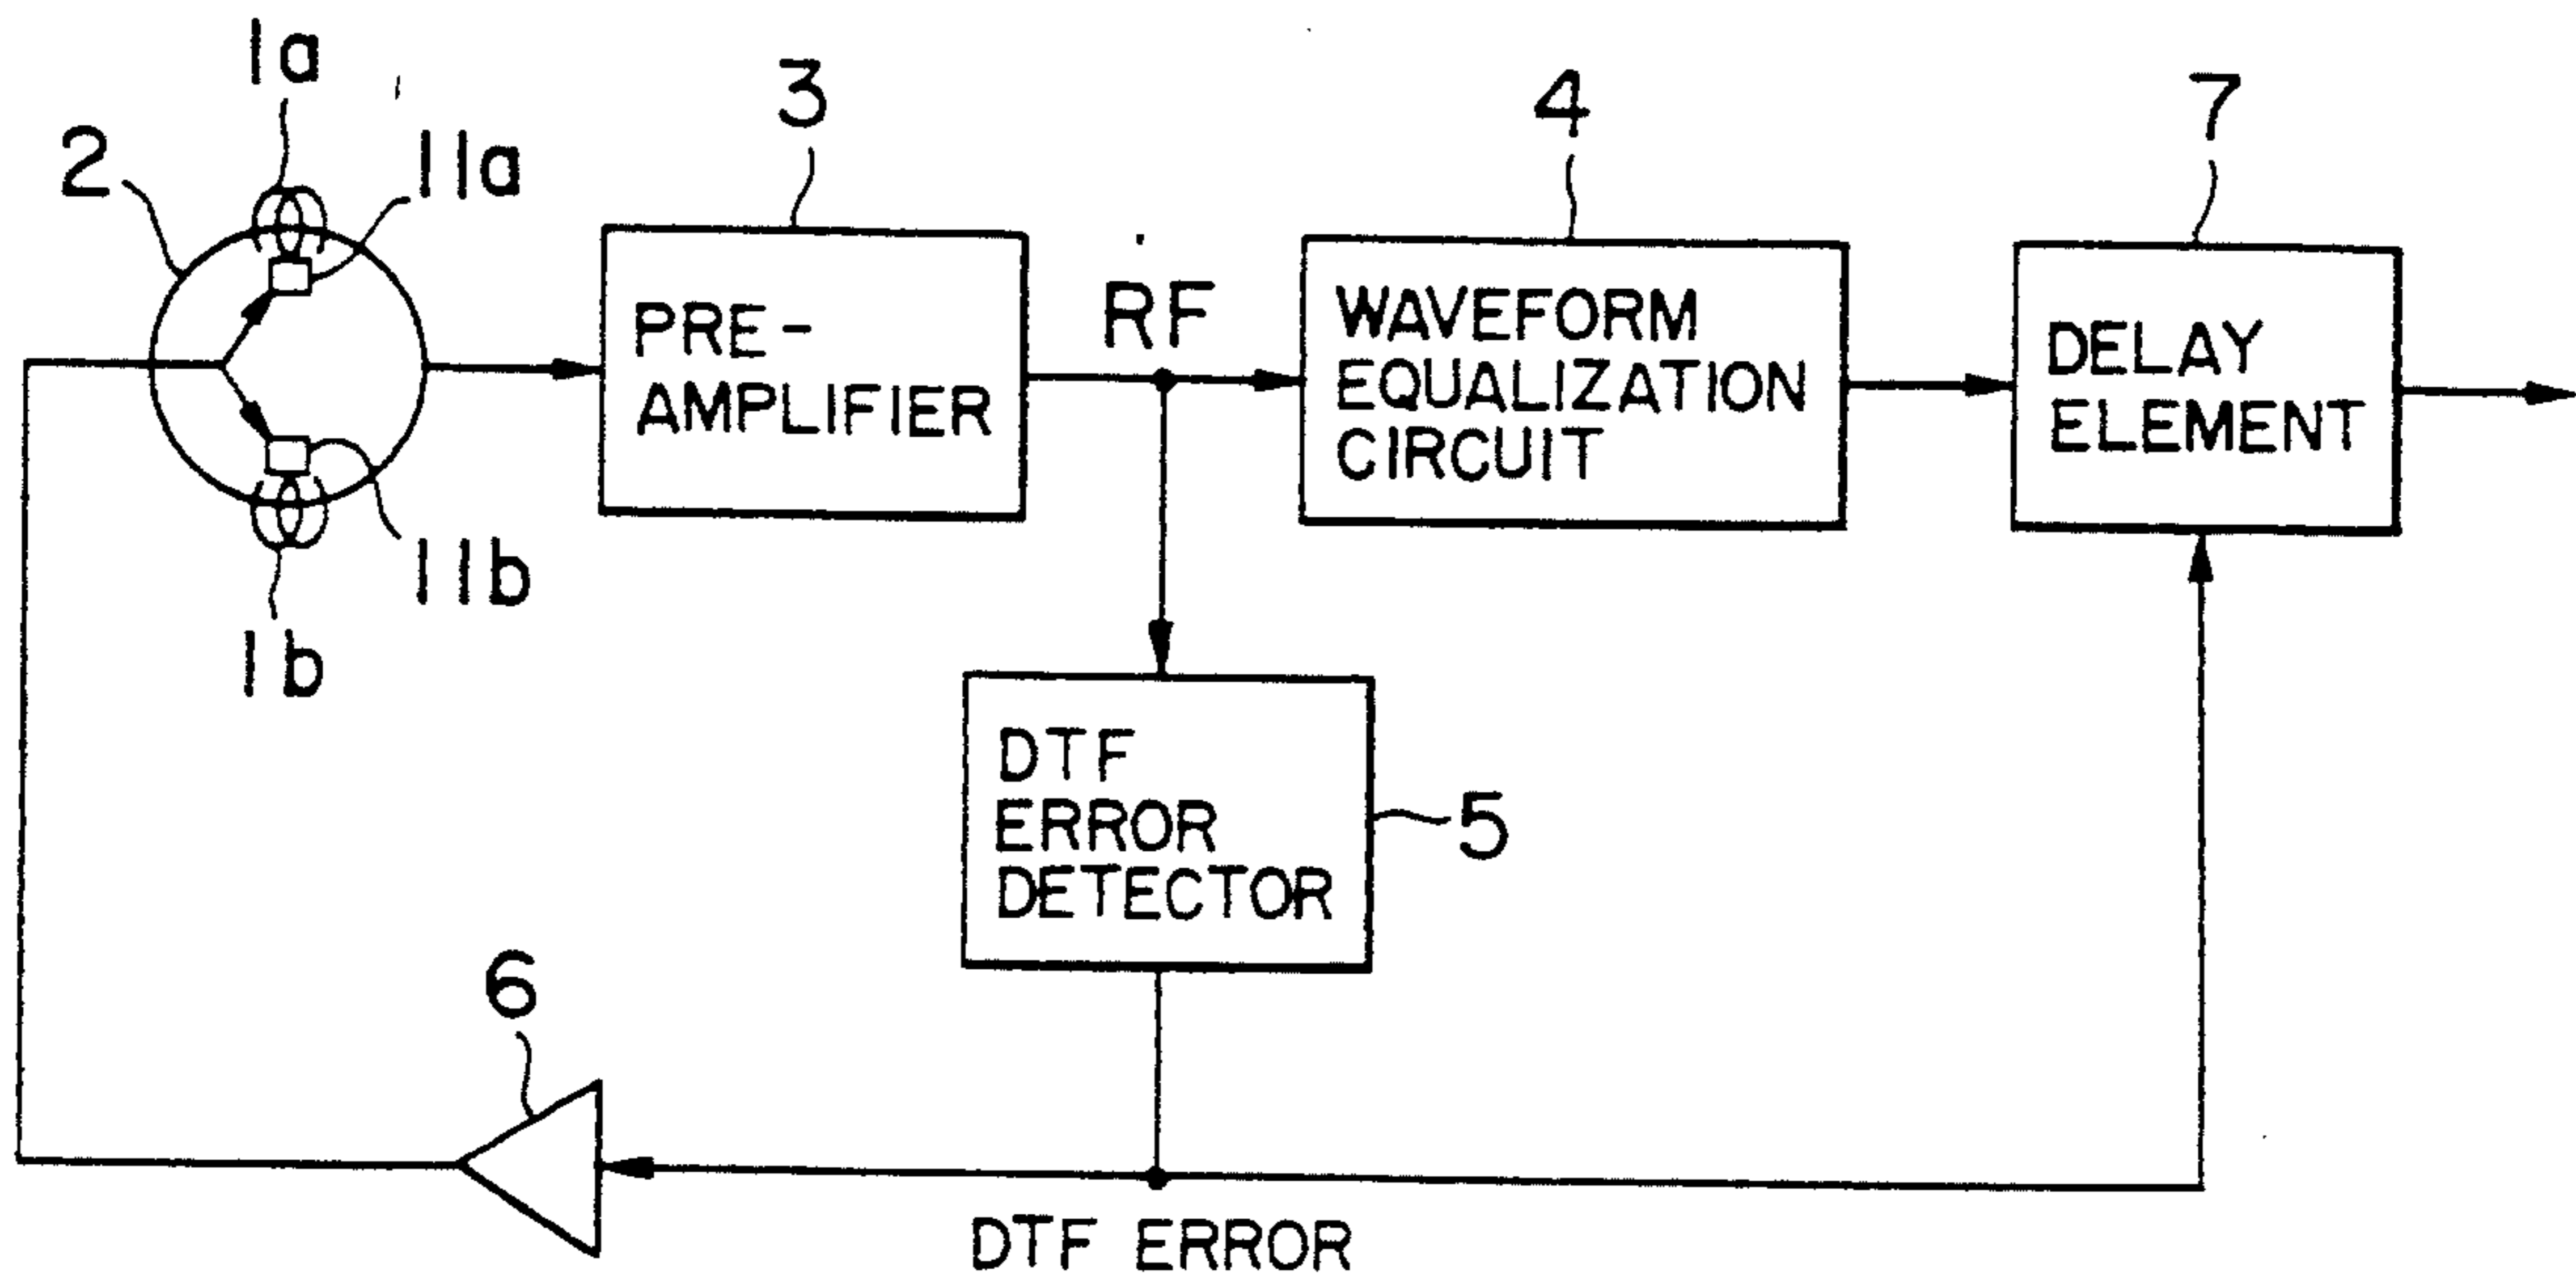 1a
2
11a
3
4
7
PRE-
AMPLIFIER
RF
WAVEFORM
EQUALIZATION
CIRCUIT
DELAY
ELEMENT
11b
1b
DTF
ERROR
DETECTOR
5
6
DTF ERROR